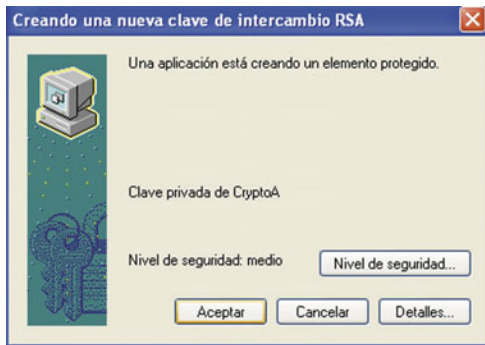 Creando una nueva clave de intercambio RSA
Una aplicación está creando un elemento protegido.
Clave privada de CryptoA
Nivel de seguridad: medio
Nivel de seguridad...
Aceptar
Cancelar
Detalles...